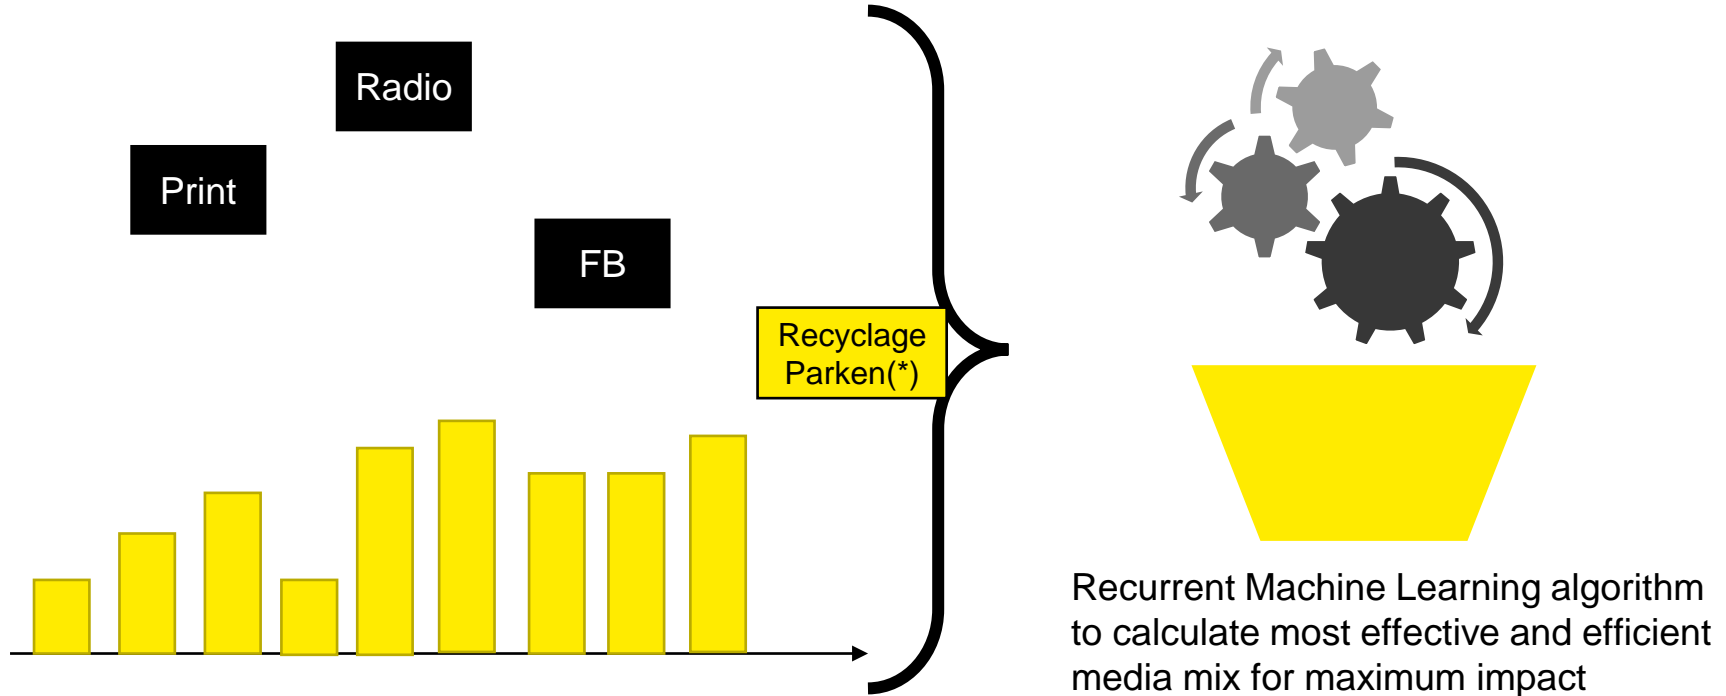 Radio
Print
FB
Recyclage
Parken(*)
Recurrent Machine Learning algorithm
to calculate most effective and efficient
media mix for maximum impact